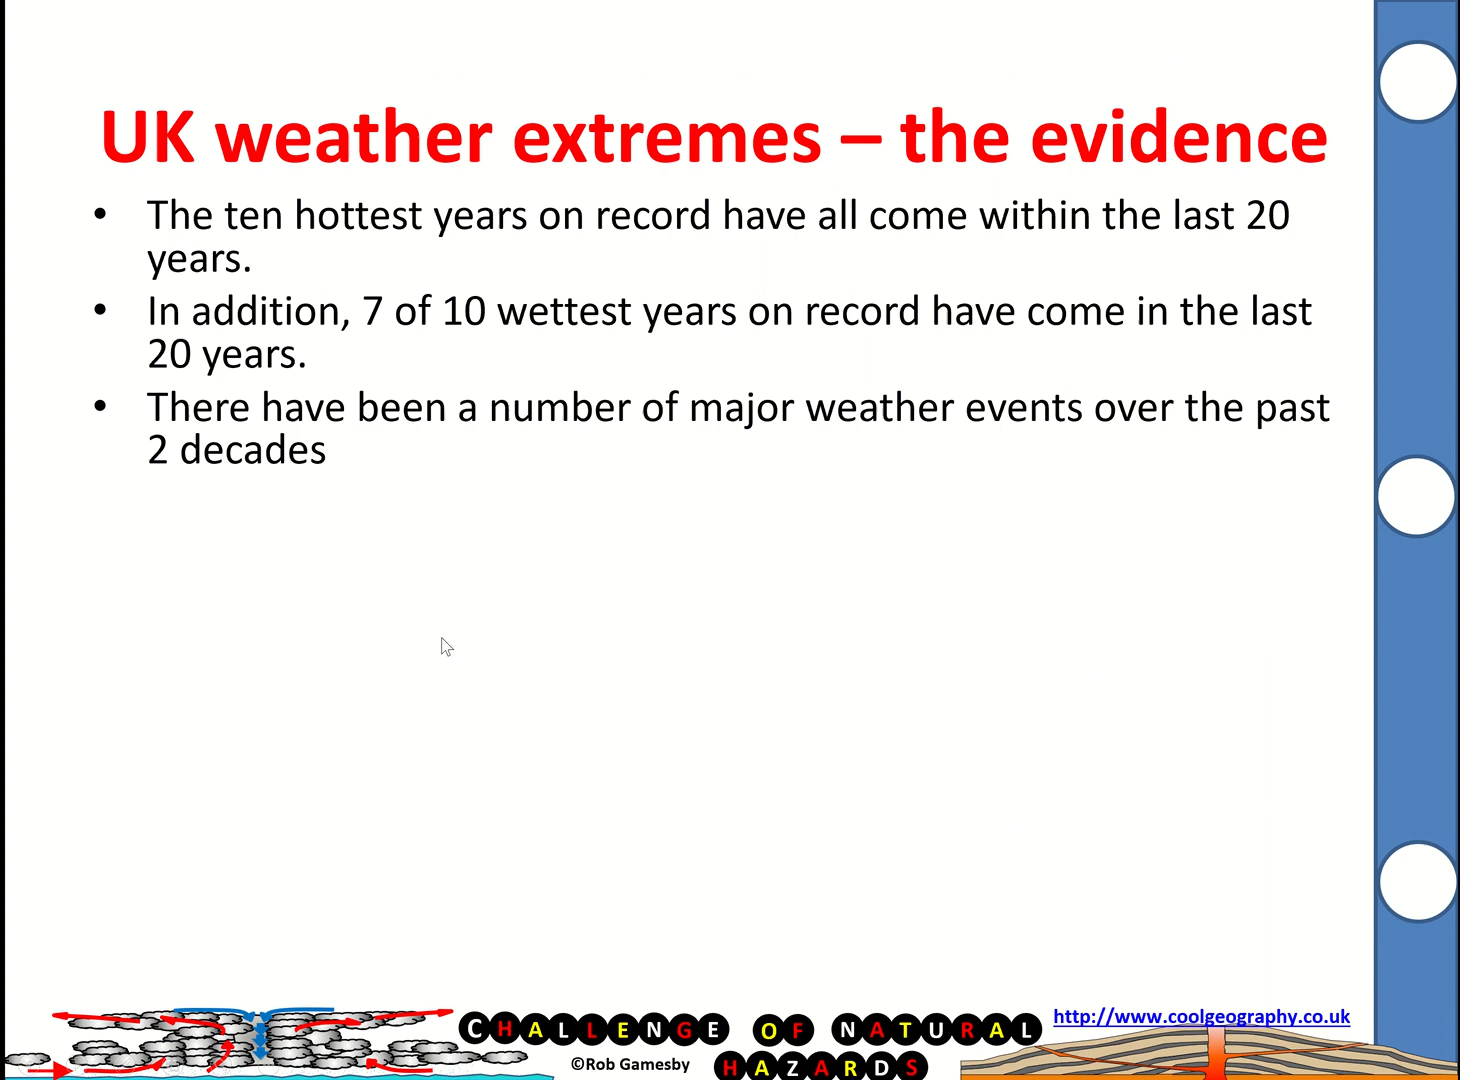 UK weather extremes – the evidence
• The ten hottest years on record have all come within the last 20
years.
• In addition, 7 of 10 wettest years on record have come in the last
20 years.
• There have been a number of major weather events over the past
2 decades
CHALLENGE OF NATURAL
HAZARDS
©Rob Gamesby
http://www.coolgeography.co.uk